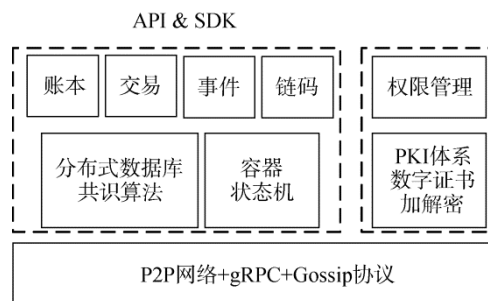 API & SDK
账本
交易
事件
链码
权限管理
分布式数据库
共识算法
容器
状态机
PKI体系
数字证书
加解密
P2P网络+gRPC+Gossip协议